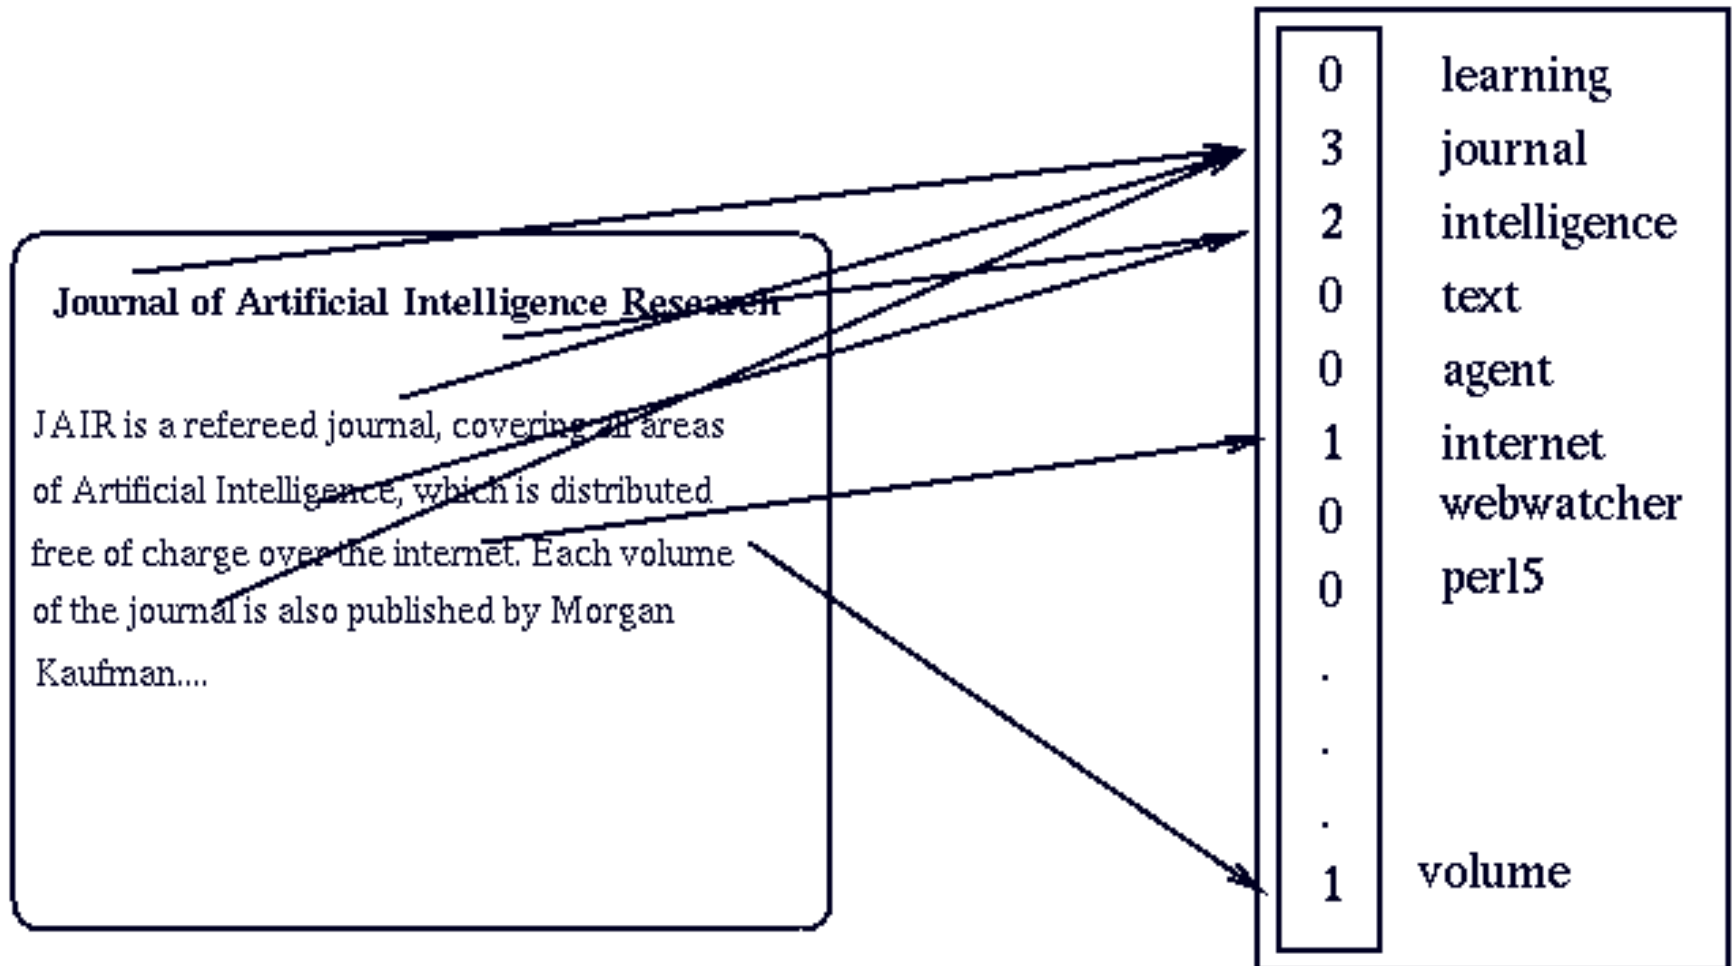 Journal of Artificial Intelligence Research
JAIR is a refereed journal, covering all areas
of Artificial Intelligence, which is distributed
free of charge over the internet. Each volume
of the journal is also published by Morgan
Kaufman....
0 learning
3 journal
2 intelligence
0 text
0 agent
1 internet
0 webwatcher
0 perl5
.
.
.
1 volume